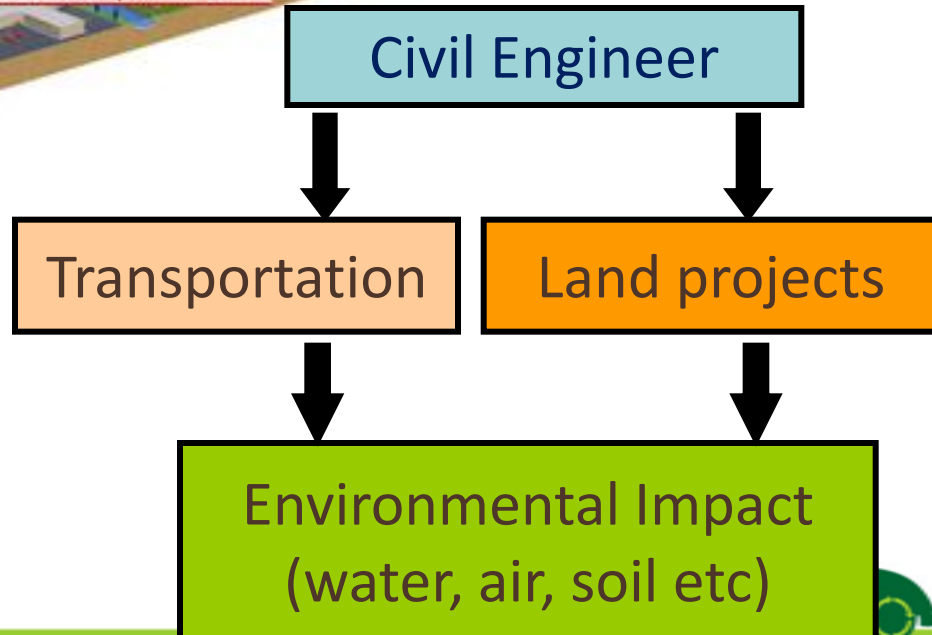 Civil Engineer
Transportation
Land projects
Environmental Impact
(water, air, soil etc)